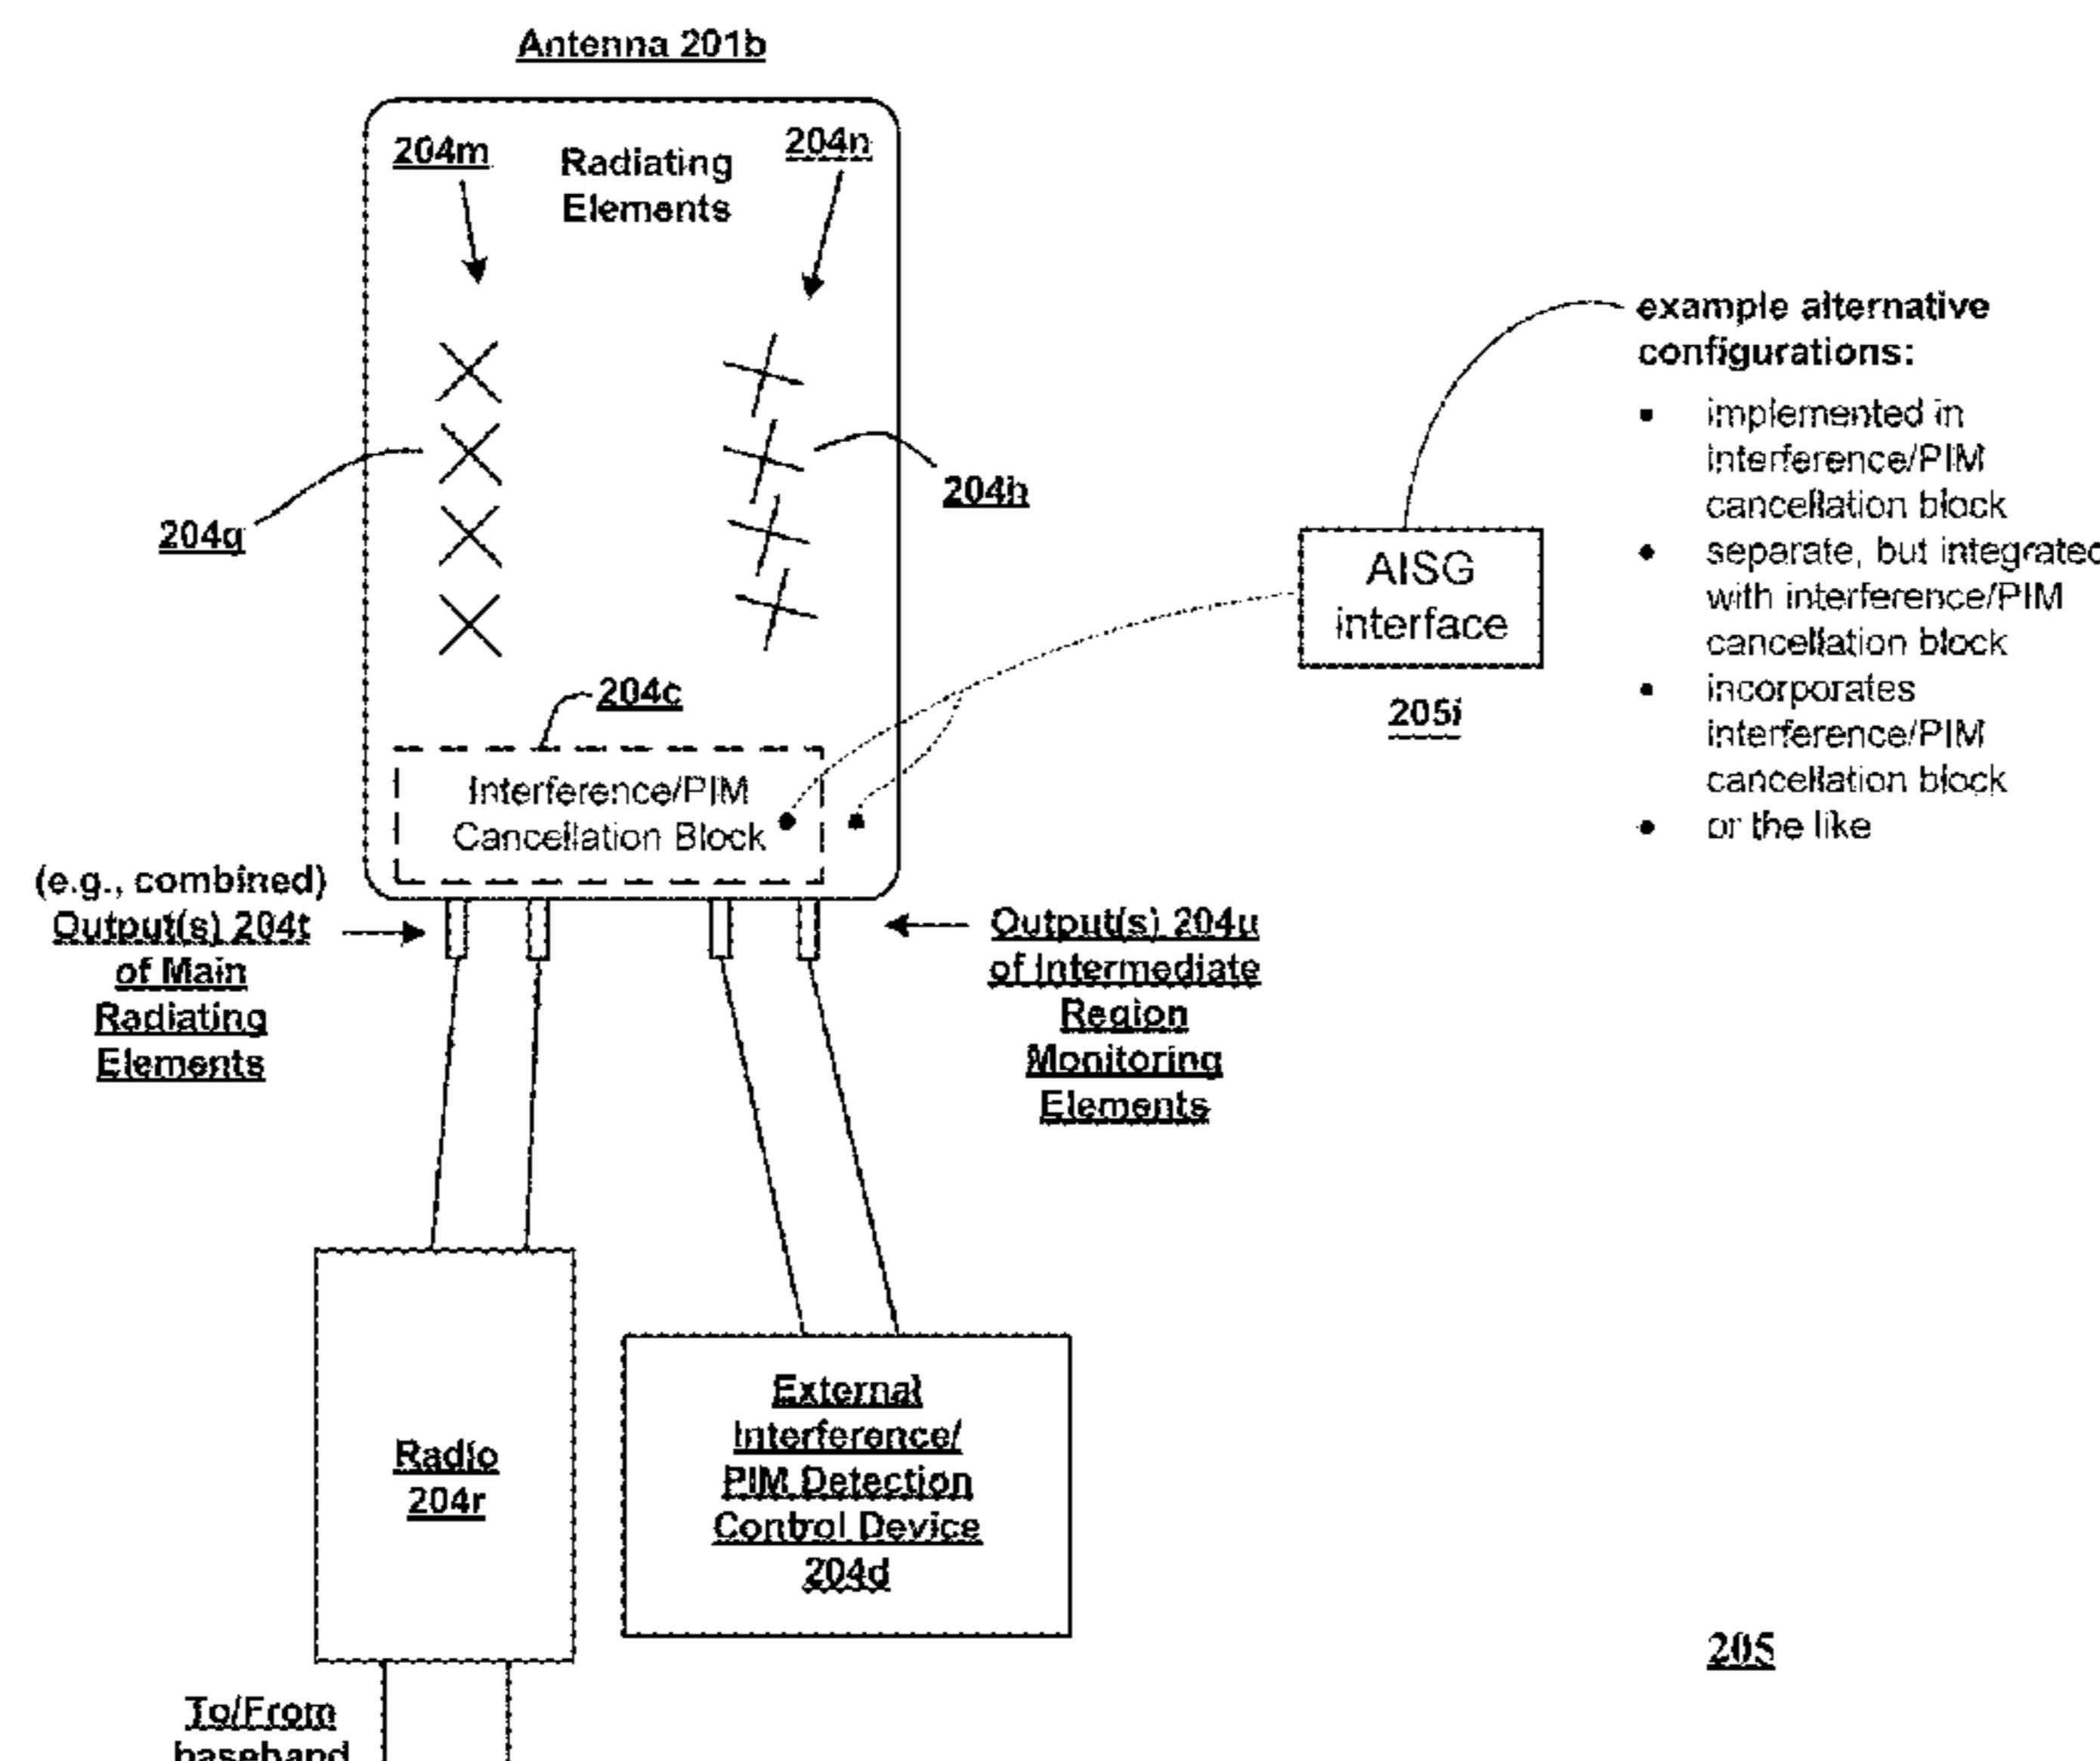 Antenna 201b
204m
Radiating
Elements
204n
204g
204h
204c
Interference/PIM
Cancellation Block
AISG
interface
205i
example alternative
configurations:
• implemented in
interference/PIM
cancellation block
• separate, but integrated
with interference/PIM
cancellation block
• incorporates
interference/PIM
cancellation block
• or the like
(e.g., combined)
Output(s) 204t
of Main
Radiating
Elements
Output(s) 204u
of Intermediate
Region
Monitoring
Elements
Radio
204r
External
Interference/
PIM Detection
Control Device
204d
To/From
baseband
205